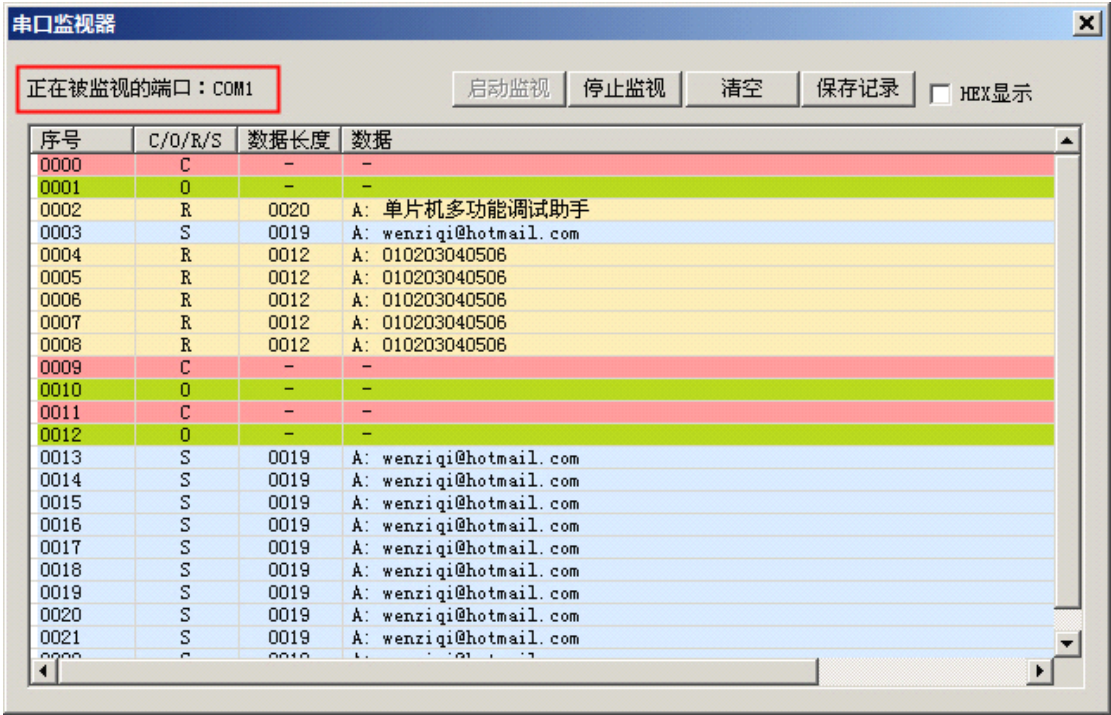 串口监视器
正在被监视的端口：COM1 启动监视 停止监视 清空 保存记录 HEX显示
序号 C/O/R/S 数据长度 数据
0000 C - -
0001 O - -
0002 R 0020 A: 单片机多功能调试助手
0003 S 0019 A: wenziqi@hotmail.com
0004 R 0012 A: 010203040506
0005 R 0012 A: 010203040506
0006 R 0012 A: 010203040506
0007 R 0012 A: 010203040506
0008 R 0012 A: 010203040506
0009 C - -
0010 O - -
0011 C - -
0012 O - -
0013 S 0019 A: wenziqi@hotmail.com
0014 S 0019 A: wenziqi@hotmail.com
0015 S 0019 A: wenziqi@hotmail.com
0016 S 0019 A: wenziqi@hotmail.com
0017 S 0019 A: wenziqi@hotmail.com
0018 S 0019 A: wenziqi@hotmail.com
0019 S 0019 A: wenziqi@hotmail.com
0020 S 0019 A: wenziqi@hotmail.com
0021 S 0019 A: wenziqi@hotmail.com